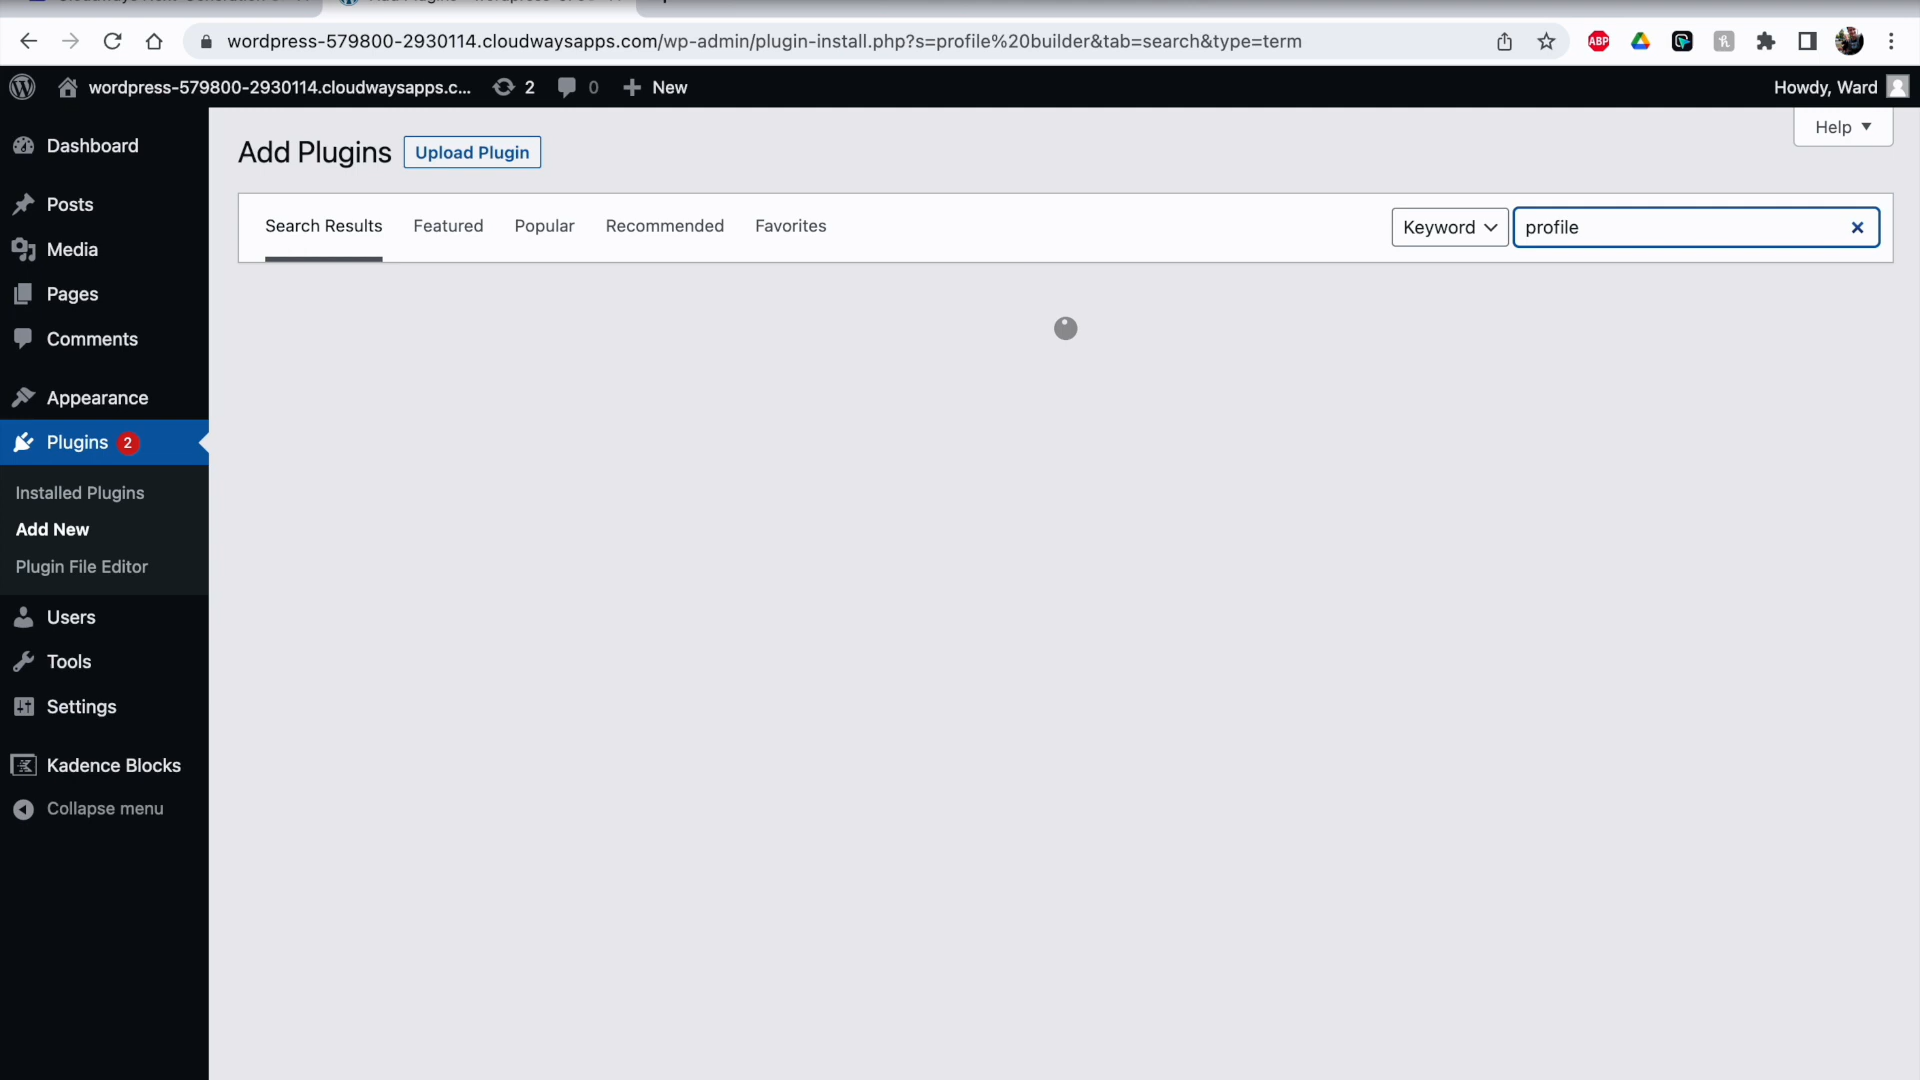 wordpress-579800-2930114.cloudwaysapps.com/wp-admin/plugin-install.php?s=profile%20builder&tab=search&type=term
ABP
wordpress-579800-2930114.cloudwaysapps.c... 2 0 New
Howdy, Ward
Help
Dashboard
Posts
Media
Pages
Comments
Appearance
Plugins 2
Installed Plugins
Add New
Plugin File Editor
Users
Tools
Settings
Kadence Blocks
Collapse menu
Add Plugins Upload Plugin
Search Results Featured Popular Recommended Favorites Keyword profile